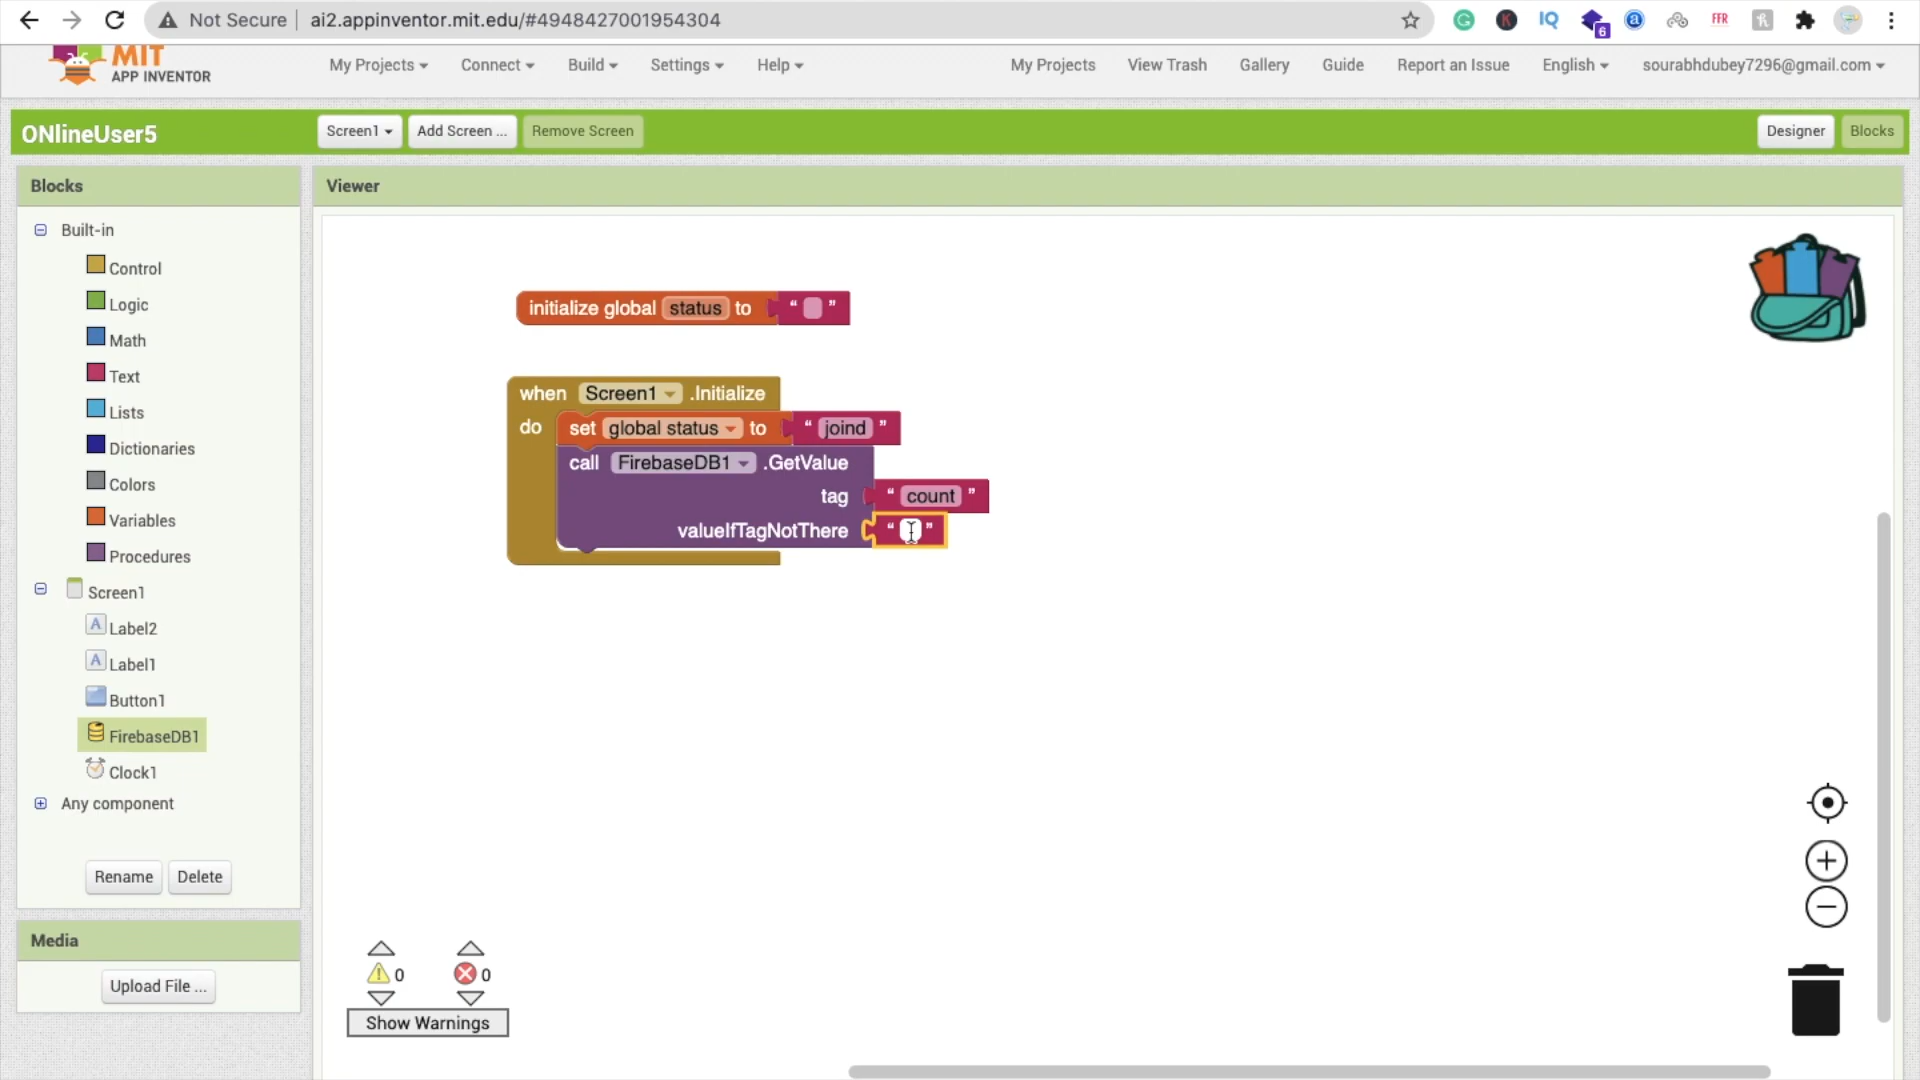 Not Secure ai2.appinventor.mit.edu/#4948427001954304
IQ 6 FFR
MIT
APP INVENTOR
My Projects Connect Build Settings Help My Projects View Trash Gallery Guide Report an Issue English sourabhdubey7296@gmail.com
ONlineUser5 Screen1 Add Screen ... Remove Screen Designer Blocks
Blocks
Viewer
Built-in
Control
Logic
Math
Text
Lists
Dictionaries
Colors
Variables
Procedures
Screen1
A Label2
A Label1
Button1
FirebaseDB1
Clock1
Any component
Rename Delete
Media
Upload File ...
initialize global status to “ ”
when Screen1 .Initialize
do set global status to “ joind ”
call FirebaseDB1 .GetValue
tag “ count ”
valueIfTagNotThere “ ”
0 0
Show Warnings